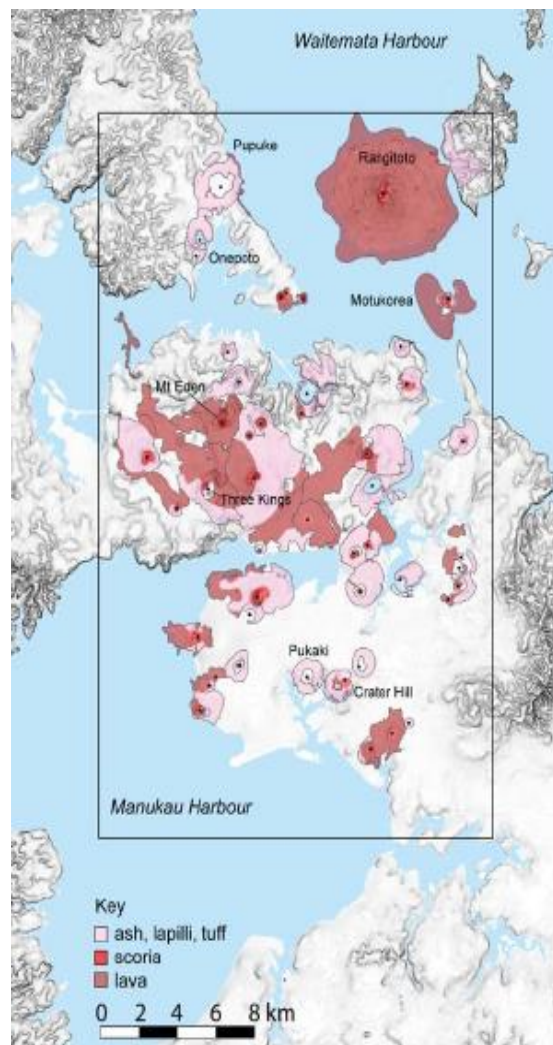 Waitemata Harbour
Pupuke
Rangitoto
Onepoto
Motukorea
Mt Eden
Three Kings
Pukaki
Crater Hill
Manukau Harbour
Key
ash, lapilli, tuff
scoria
lava
0 2 4 6 8 km